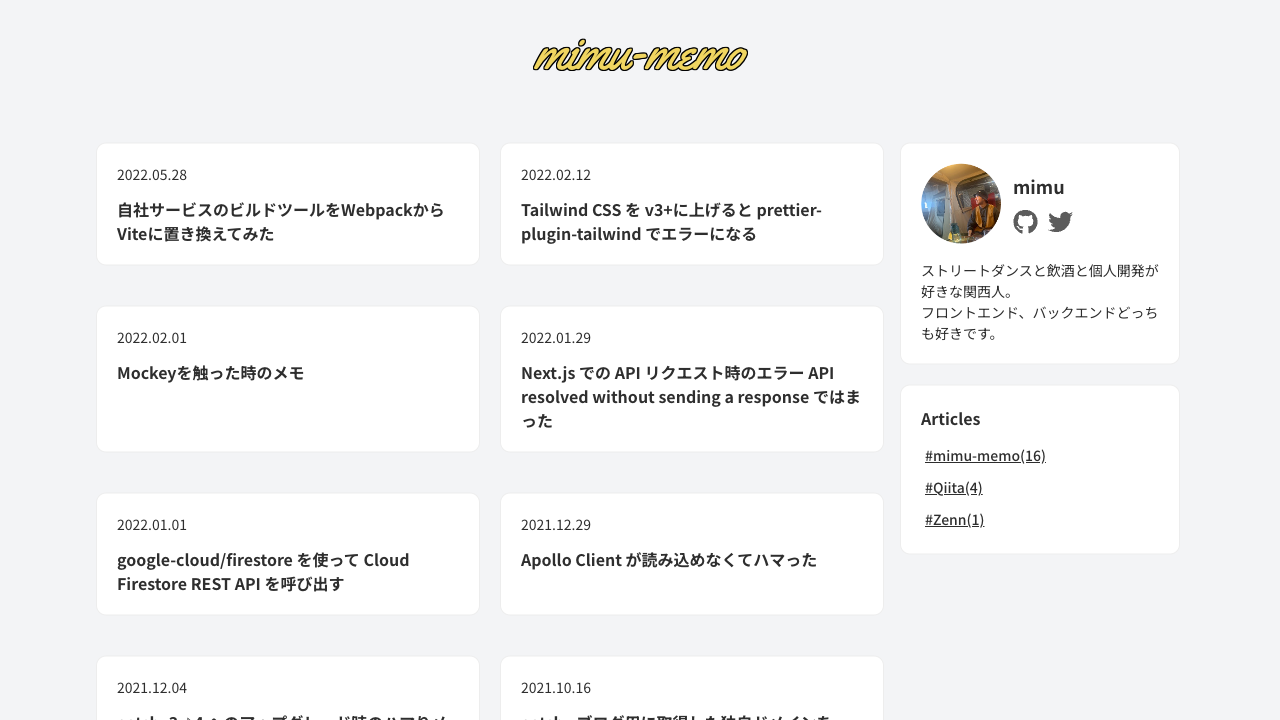 mimu-memo
2022.05.28
自社サービスのビルドツールをWebpackから
Viteに置き換えてみた
2022.02.12
Tailwind CSS を v3+に上げると prettier-
plugin-tailwind でエラーになる
2022.02.01
Mockeyを触った時のメモ
2022.01.29
Next.js での API リクエスト時のエラー API
resolved without sending a response ではま
った
2022.01.01
google-cloud/firestore を使って Cloud
Firestore REST API を呼び出す
2021.12.29
Apollo Client が読み込めなくてハマった
2021.12.04
2021.10.16
mimu
ストリートダンスと飲酒と個人開発が
好きな関西人。
フロントエンド、バックエンドどっち
も好きです。
Articles
#mimu-memo(16)
#Qiita(4)
#Zenn(1)